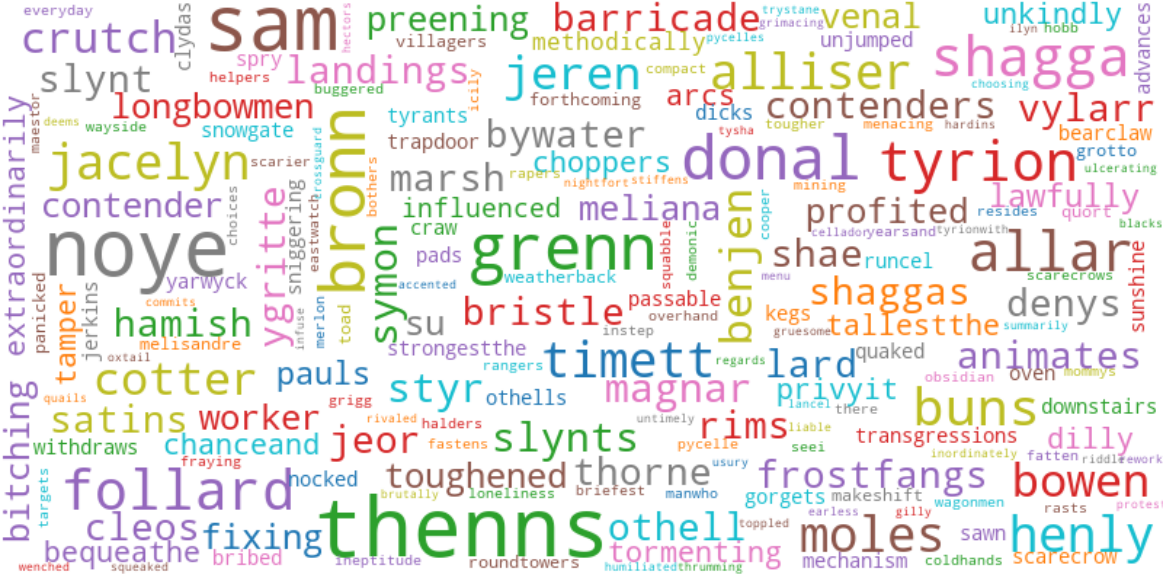 everyday
crutch
clydas
sam
hectors
preening
barricade
trystane
grimacing
venal
unkindly
ilyn
hobb
advances
villagers
methodically
pycelles
unjumped
slynt
spry
helpers
landings
buggered
icily
jeren
compact
alliser
shagga
choosing
maestor
deems
wayside
longbowmen
snowgate
tyrants
forthcoming
arcs
dicks
contenders
vylarr
extraordinarily
crossguard
bronn
trapdoor
bywater
tysha
tougher
menacing
hardins
bearclaw
grotto
jacelyn
scarier
bothers
marsh
rapers
choppers
nightfort
stiffens
donal
tyrion
ulcerating
mining
lawfully
contender
choices
ygritte
sniggering
eastwatch
influenced
meliana
benjen
cooper
profited
resides
quort
blacks
noye
craw
celladoryearsand
tyrionwith
symon
pads
grenn
squabble
demonic
shae
runcel
allar
scarecrows
sunshine
panicked
yarwyck
accented
weatherback
menu
tamper
jerkins
commits
infuse
merlon
toad
su
bristle
passable
overhand
kegs
shaggas
denys
hamish
melisandre
instep
gruesome
tallestthe
summarily
oxtail
strongestthe
rangers
timett
regards
lard
quaked
animates
quails
cotter
pauls
styr
othells
magnar
privyit
lancel
there
obsidian
oven
mommys
bitching
grigg
satins
worker
rivaled
halders
untimely
rims
liable
buns
downstairs
withdraws
chanceand
jeor
fastens
slynts
pycelle
seei
transgressions
dilly
fraying
inordinately
fatten
riddle
rework
targets
follard
hocked
toughened
thorne
usury
frostfangs
bowen
brutally
loneliness
briefest
manwho
gorgets
makeshift
wagonmen
rasts
protest
cleos
fixing
thenns
othell
toppled
earless
gilly
moles
sawn
henly
bequeathe
bribed
ineptitude
tormenting
mechanism
coldhands
scarecrow
wenched
squeaked
roundtowers
humiliated
thrumming